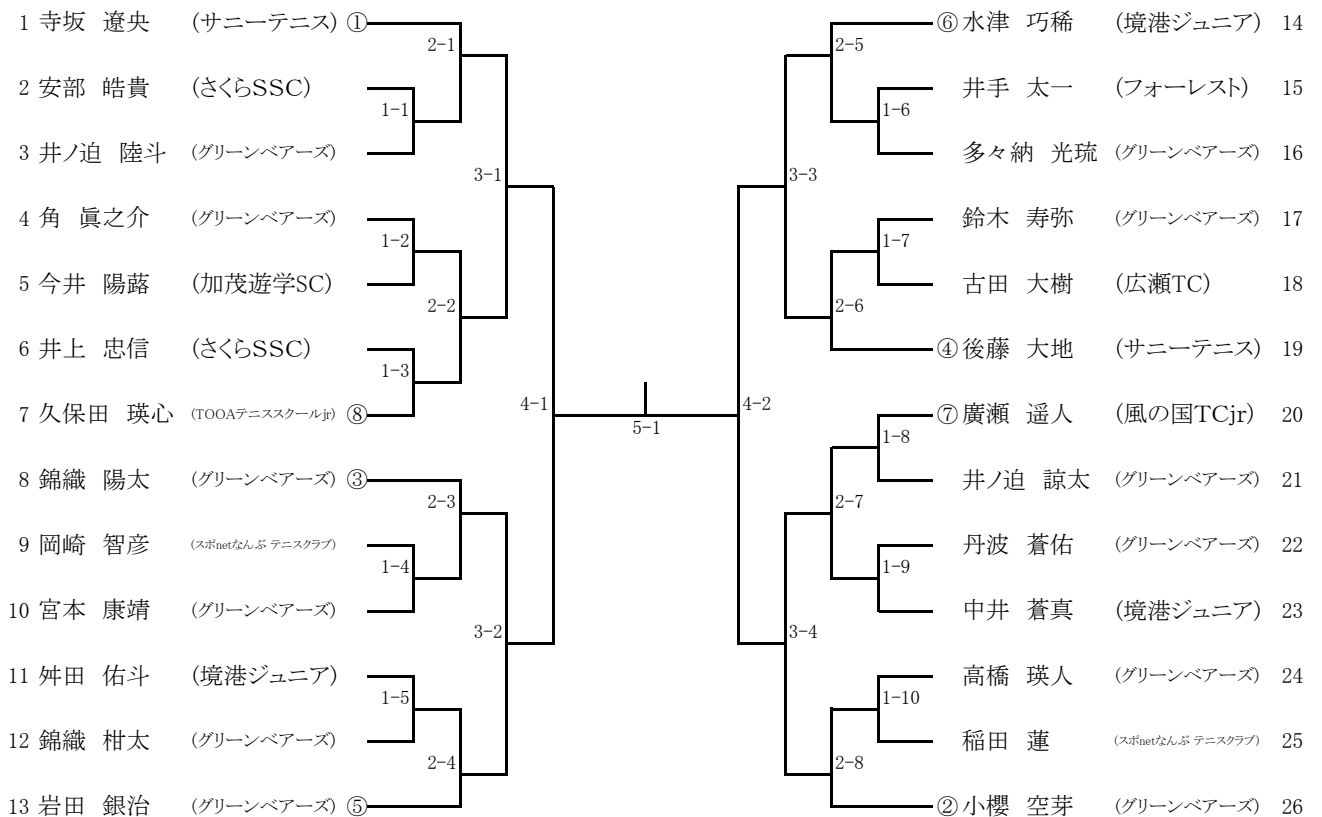 1 寺坂 遼央 (サニーテニス) ①
2-1
2 安部 皓貴 (さくらSSC)
1-1
3 井ノ迫 陸斗 (グリーンベアーズ)
3-1
4 角 眞之介 (グリーンベアーズ)
1-2
5 今井 陽蕗 (加茂遊学SC)
2-2
6 井上 忠信 (さくらSSC)
1-3
7 久保田 瑛心 (TOOAテニススクールjr) ⑧
4-1
8 錦織 陽太 (グリーンベアーズ) ③
2-3
9 岡崎 智彦 (スポnetなんぶ テニスクラブ)
1-4
10 宮本 康靖 (グリーンベアーズ)
3-2
11 舛田 佑斗 (境港ジュニア)
1-5
12 錦織 柑太 (グリーンベアーズ)
2-4
13 岩田 銀治 (グリーンベアーズ) ⑤
5-1
⑥ 水津 巧稀 (境港ジュニア) 14
2-5
井手 太一 (フォーレスト) 15
1-6
多々納 光琉 (グリーンベアーズ) 16
3-3
鈴木 寿弥 (グリーンベアーズ) 17
1-7
古田 大樹 (広瀬TC) 18
2-6
④ 後藤 大地 (サニーテニス) 19
4-2
⑦ 廣瀬 遥人 (風の国TCjr) 20
1-8
井ノ迫 諒太 (グリーンベアーズ) 21
2-7
丹波 蒼佑 (グリーンベアーズ) 22
1-9
中井 蒼真 (境港ジュニア) 23
3-4
高橋 瑛人 (グリーンベアーズ) 24
1-10
稲田 蓮 (スポnetなんぶ テニスクラブ) 25
2-8
② 小櫻 空芽 (グリーンベアーズ) 26